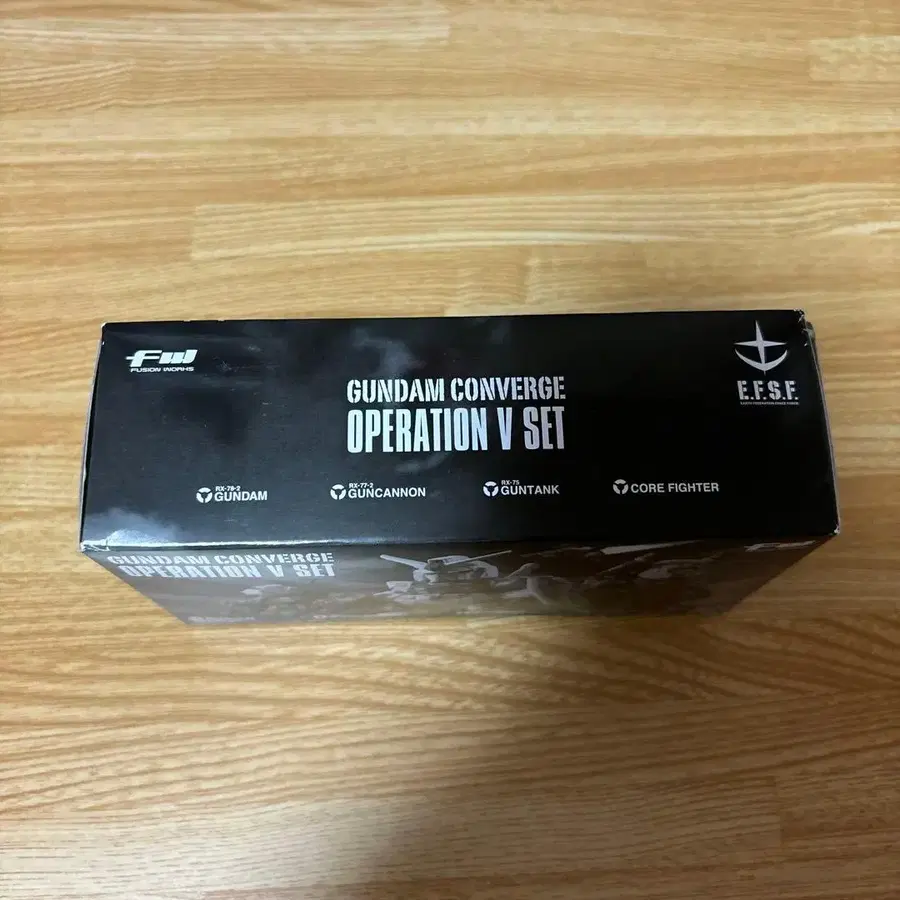 FW
FUSION WORKS
GUNDAM CONVERGE
OPERATION V SET
E.F.S.F.
EARTH FEDERATION SPACE FORCE
RX-78-2
GUNDAM
RX-77-2
GUNCANNON
RX-75
GUNTANK
CORE FIGHTER
GUNDAM CONVERGE
OPERATION V SET